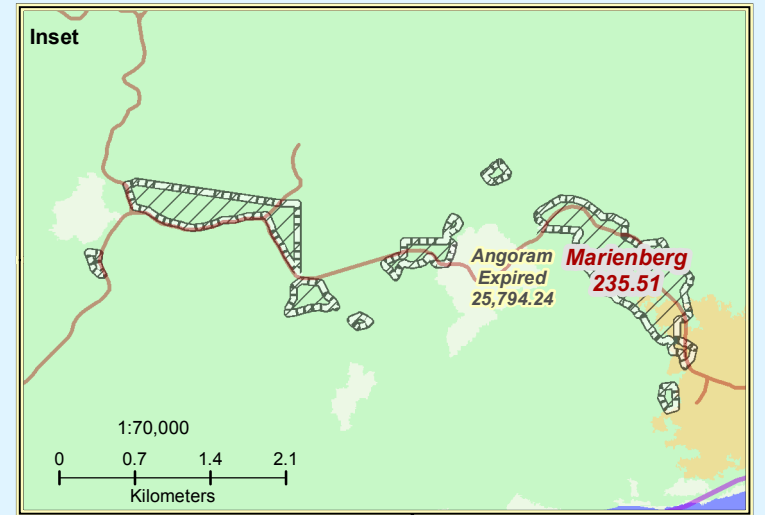 Inset
Angoram
Expired
25,794.24
Marienberg
235.51
1:70,000
0 0.7 1.4 2.1
Kilometers